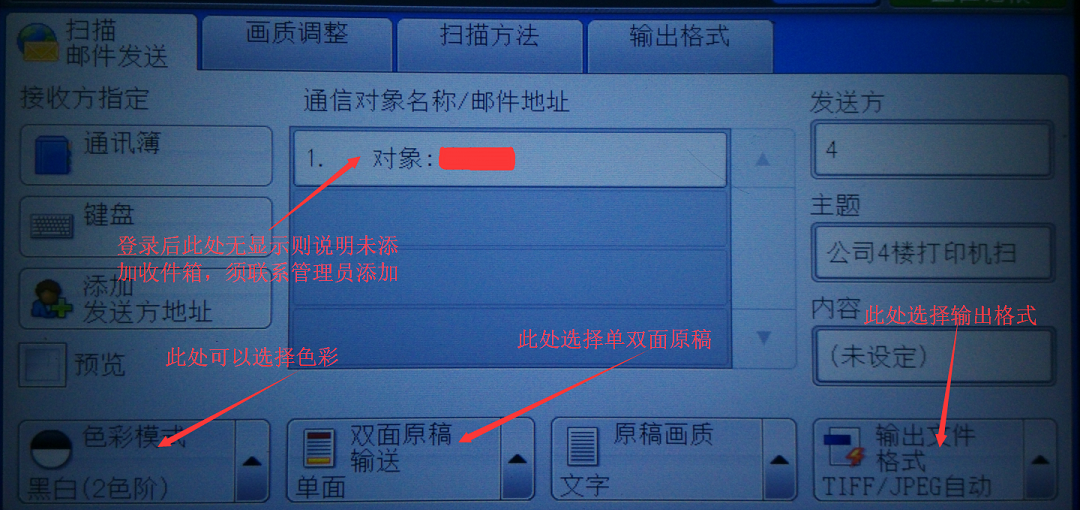 扫描
邮件发送
画质调整
扫描方法
输出格式
接收方指定
通信对象名称/邮件地址
发送方
通讯簿
1. 对象:
4
键盘
主题
登录后此处无显示则说明未添
加收件箱，须联系管理员添加
公司4楼打印机扫
添加
发送方地址
内容
此处选择输出格式
此处选择单双面原稿
此处可以选择色彩
预览
(未设定)
色彩模式
黑白(2色阶)
双面原稿
输送
单面
原稿画质
文字
输出文件
格式
TIFF/JPEG自动